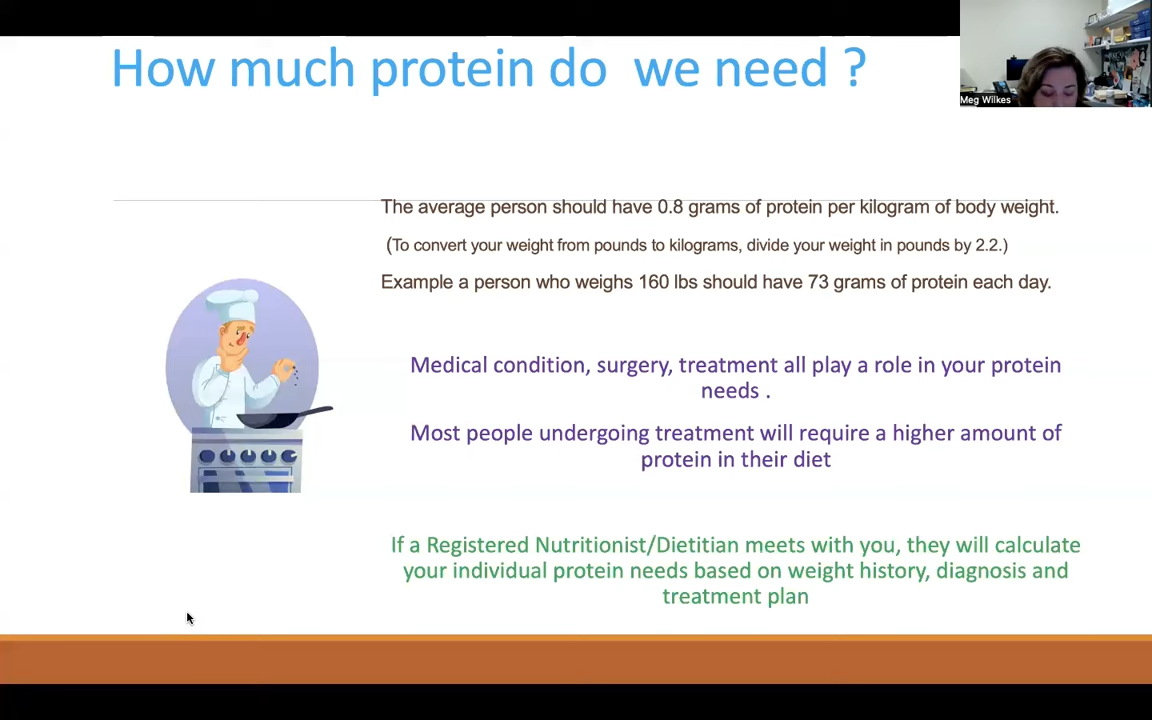 How much protein do we need ?
Meg Wilkes
The average person should have 0.8 grams of protein per kilogram of body weight.
(To convert your weight from pounds to kilograms, divide your weight in pounds by 2.2.)
Example a person who weighs 160 lbs should have 73 grams of protein each day.
Medical condition, surgery, treatment all play a role in your protein
needs .
Most people undergoing treatment will require a higher amount of
protein in their diet
If a Registered Nutritionist/Dietitian meets with you, they will calculate
your individual protein needs based on weight history, diagnosis and
treatment plan